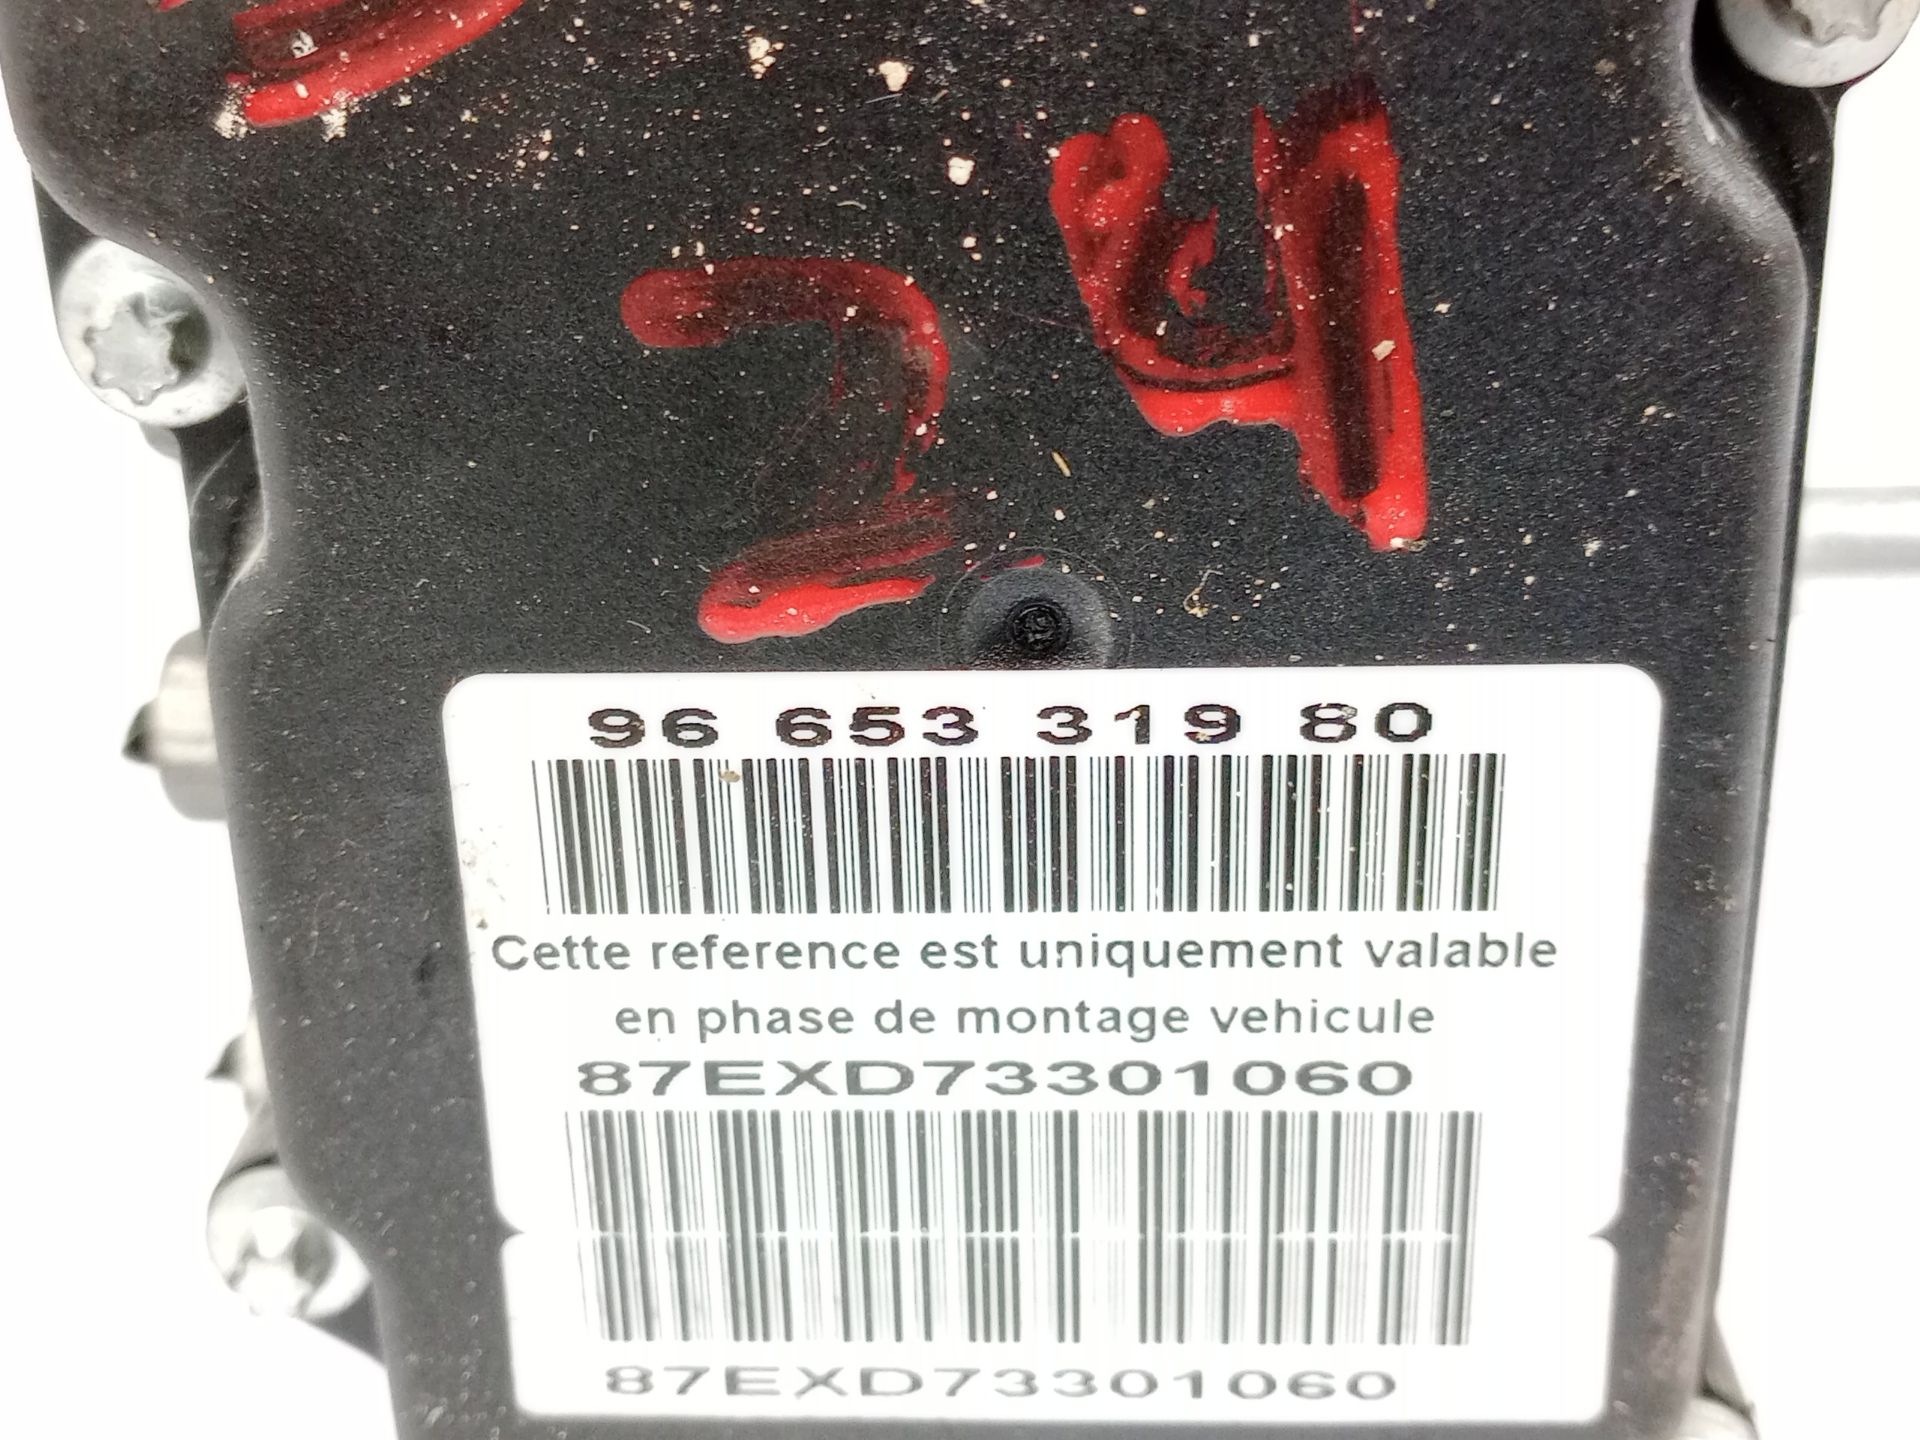 24
96 653 319 80
Cette reference est uniquement valable
en phase de montage vehicule
87EXD73301060
87EXD73301060